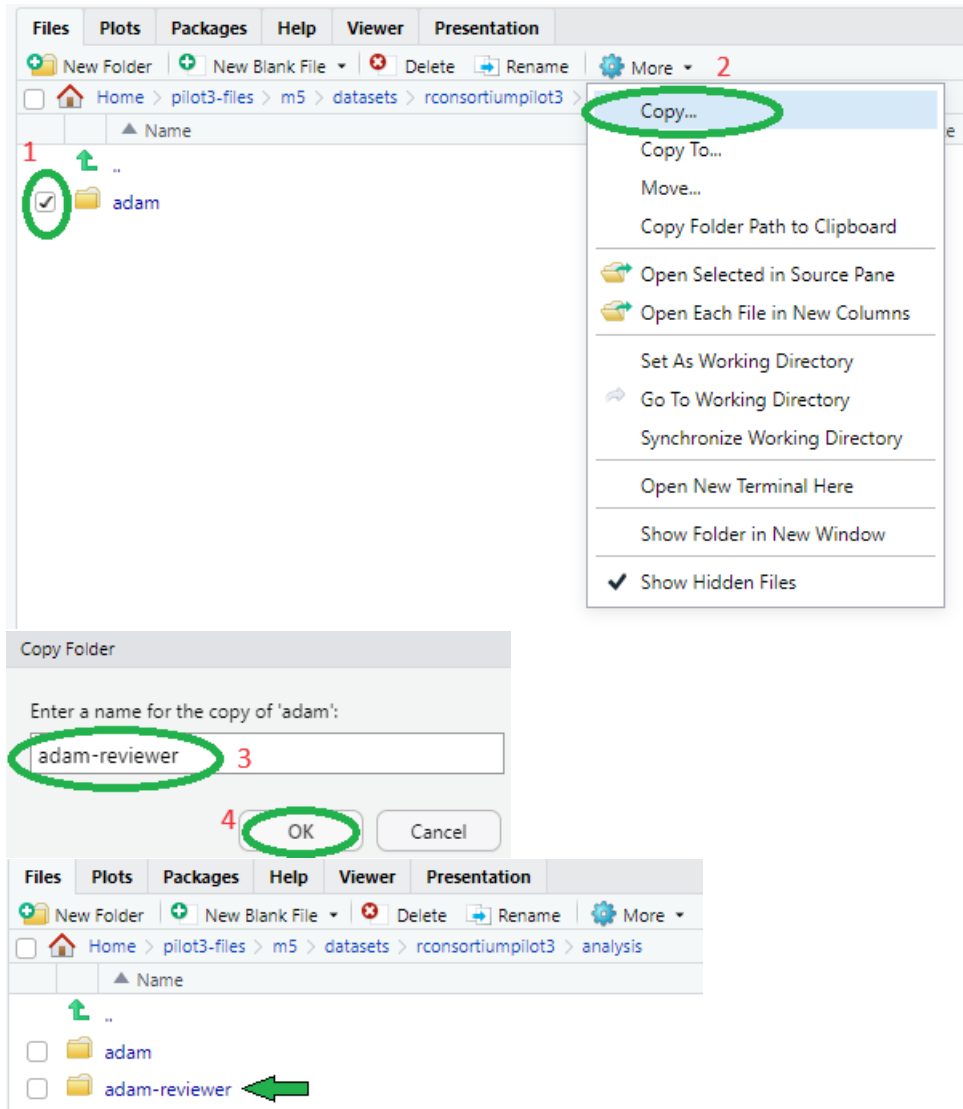 Files Plots Packages Help Viewer Presentation
New Folder New Blank File Delete Rename More 2
Home > pilot3-files > m5 > datasets > rconsortiumpilot3 >
Name e
1
..
adam
Copy...
Copy To...
Move...
Copy Folder Path to Clipboard
Open Selected in Source Pane
Open Each File in New Columns
Set As Working Directory
Go To Working Directory
Synchronize Working Directory
Open New Terminal Here
Show Folder in New Window
Show Hidden Files
Copy Folder
Enter a name for the copy of 'adam':
adam-reviewer 3
4 OK Cancel
Files Plots Packages Help Viewer Presentation
New Folder New Blank File Delete Rename More
Home > pilot3-files > m5 > datasets > rconsortiumpilot3 > analysis
Name
..
adam
adam-reviewer